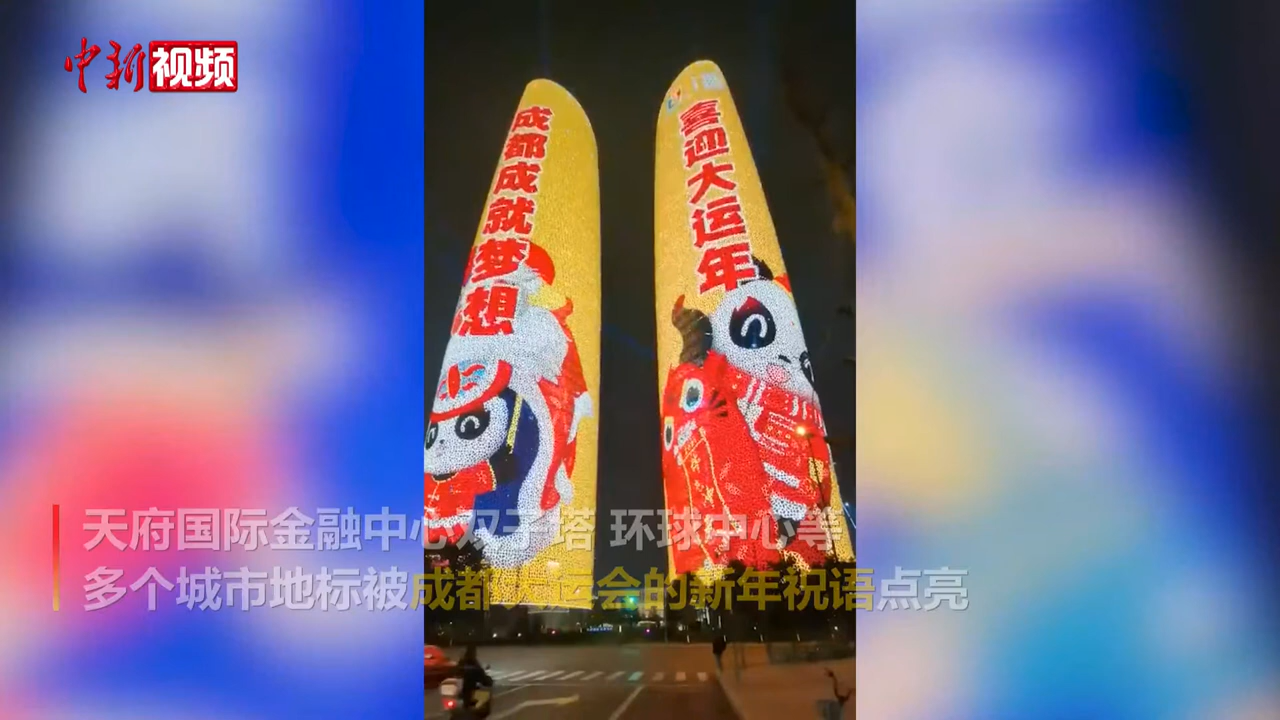 中新视频
成都成就梦想
喜迎大运年
天府国际金融中心双子塔 环球中心等
多个城市地标被成都大运会的新年祝语点亮